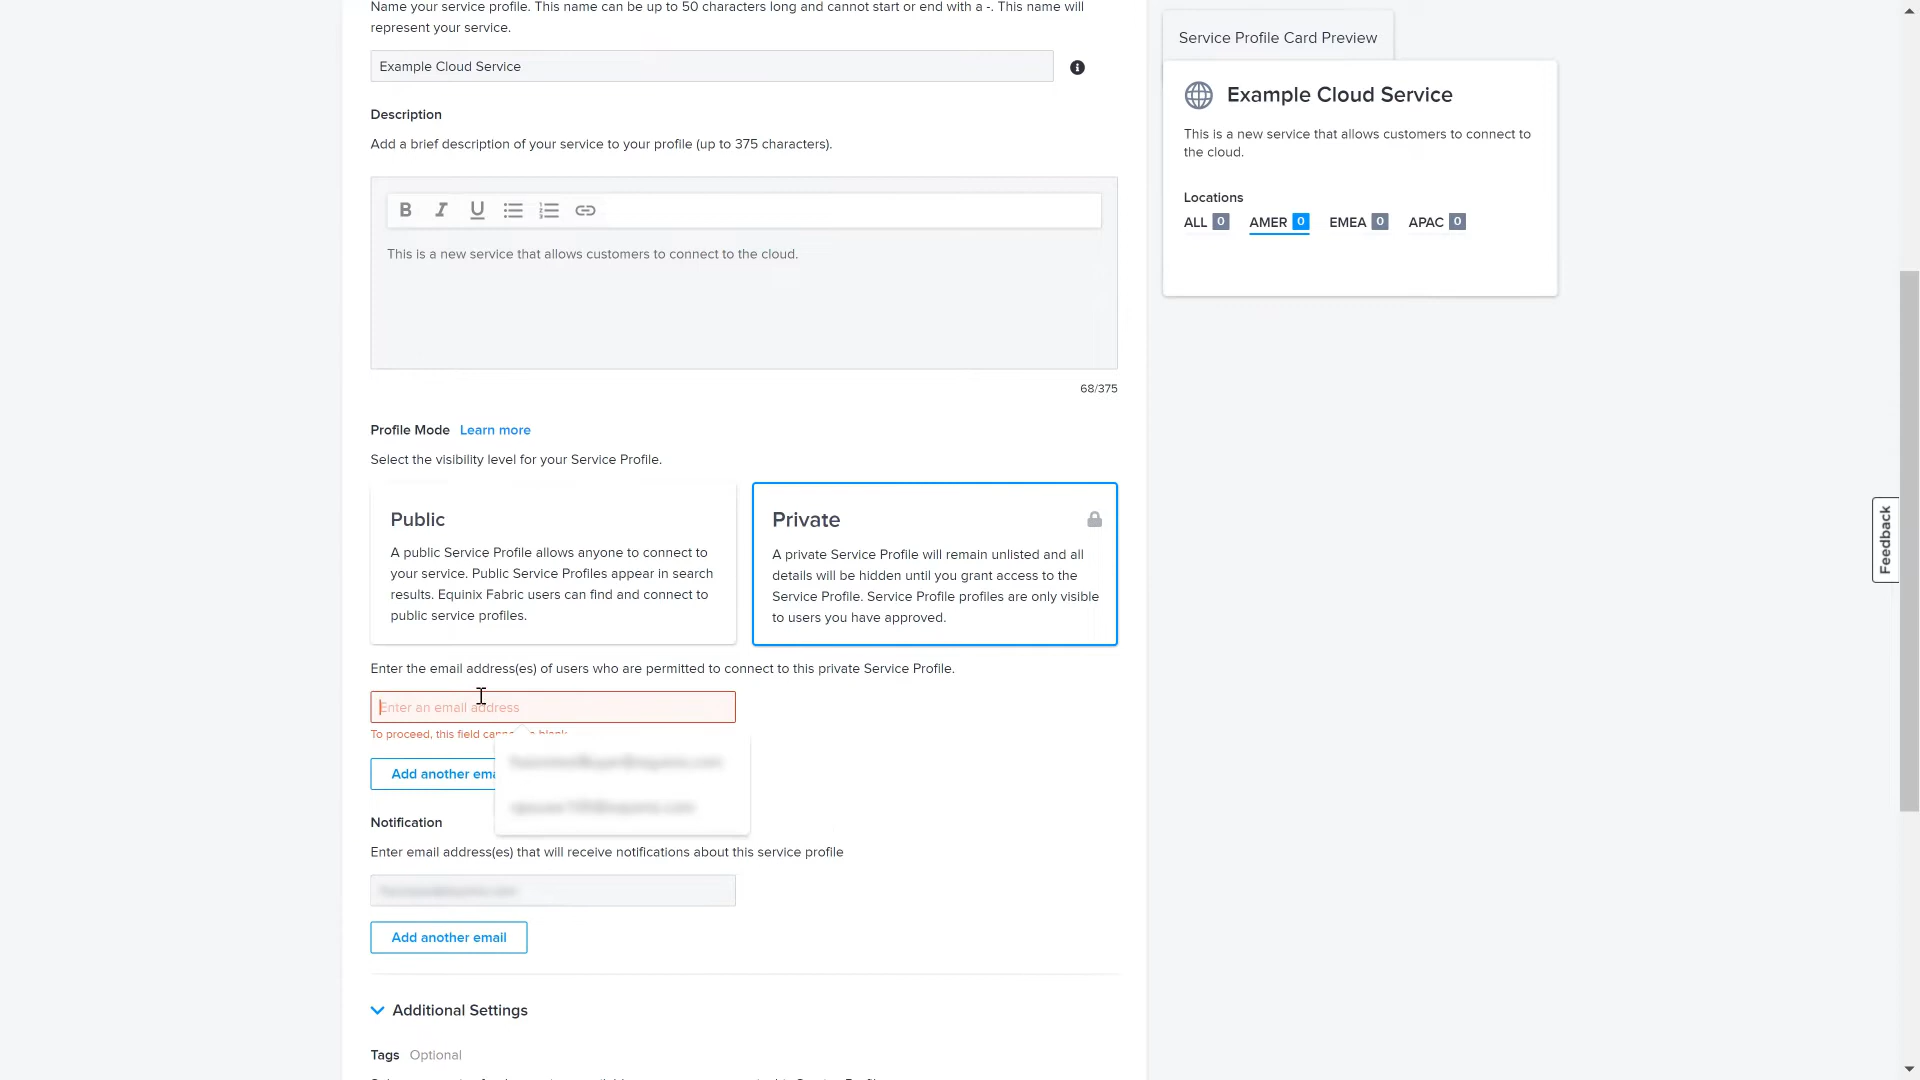 Name your service profile. This name can be up to 50 characters long and cannot start or end with a -. This name will
represent your service.
Example Cloud Service
Description
Add a brief description of your service to your profile (up to 375 characters).
This is a new service that allows customers to connect to the cloud.
68/375
Profile Mode Learn more
Select the visibility level for your Service Profile.
Public
A public Service Profile allows anyone to connect to
your service. Public Service Profiles appear in search
results. Equinix Fabric users can find and connect to
public service profiles.
Private
A private Service Profile will remain unlisted and all
details will be hidden until you grant access to the
Service Profile. Service Profile profiles are only visible
to users you have approved.
Enter the email address(es) of users who are permitted to connect to this private Service Profile.
Enter an email address
To proceed, this field
Add another
Notification
Enter email address(es) that will receive notifications about this service profile
Add another email
Additional Settings
Tags Optional
Service Profile Card Preview
Example Cloud Service
This is a new service that allows customers to connect to
the cloud.
Locations
ALL 0 AMER 0 EMEA 0 APAC 0
Feedback